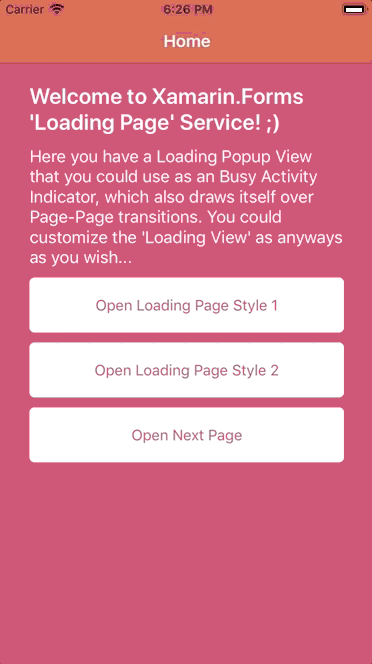 Carrier 6:26 PM
Home
Welcome to Xamarin.Forms
'Loading Page' Service! ;)
Here you have a Loading Popup View
that you could use as an Busy Activity
Indicator, which also draws itself over
Page-Page transitions. You could
customize the 'Loading View' as anyways
as you wish...
Open Loading Page Style 1
Open Loading Page Style 2
Open Next Page